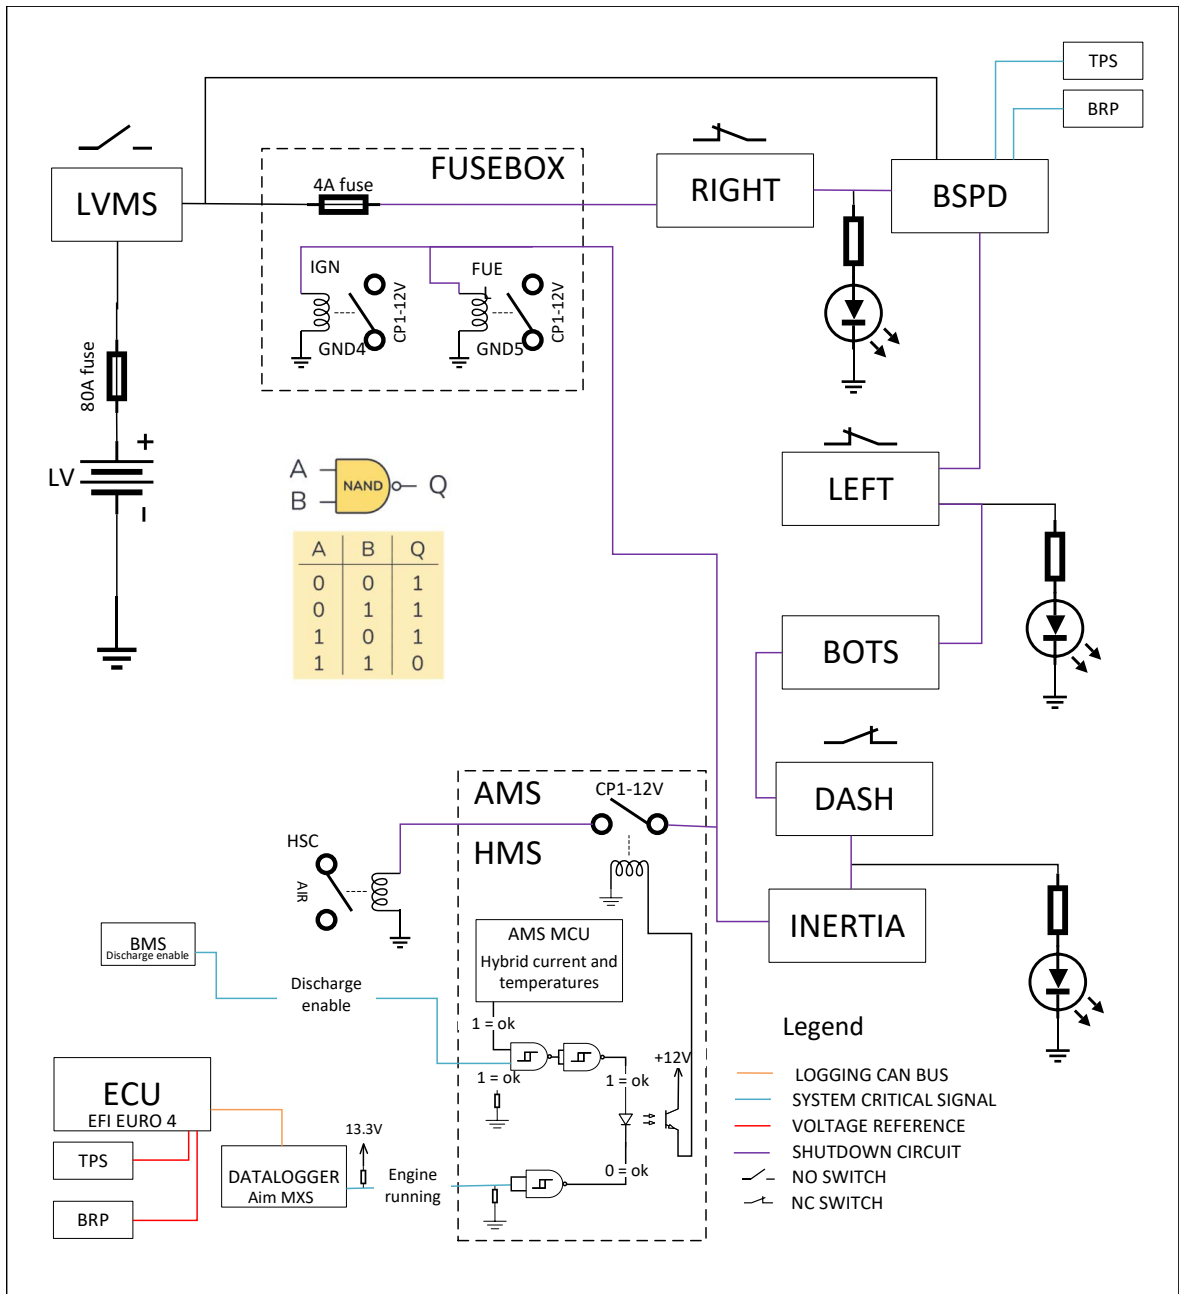 TPS
BRP
LVMS
FUSEBOX
4A fuse
RIGHT
BSPD
IGN
FUEL
CP1-12V
CP1-12V
GND4
GND5
80A fuse
+
LV
-
LEFT
A
B
NAND
Q
A B Q
0 0 1
0 1 1
1 0 1
1 1 0
BOTS
DASH
AMS
CP1-12V
HMS
HSC
AIR
INERTIA
BMS
Discharge enable
AMS MCU
Hybrid current and
temperatures
Discharge
enable
1 = ok
1 = ok
1 = ok
+12V
0 = ok
ECU
EFI EURO 4
TPS
BRP
13.3V
DATALOGGER
Aim MXS
Engine
running
Legend
LOGGING CAN BUS
SYSTEM CRITICAL SIGNAL
VOLTAGE REFERENCE
SHUTDOWN CIRCUIT
NO SWITCH
NC SWITCH